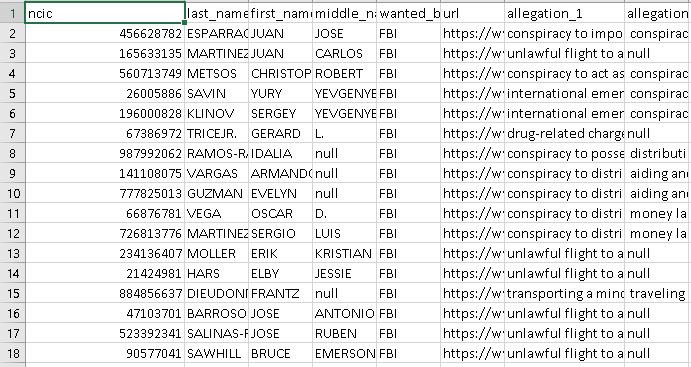 1 ncic last_name first_name middle_na wanted_b url allegation_1 allegation
2 456628782 ESPARRAG JUAN JOSE FBI https://w conspiracy to impo conspirac
3 165633135 MARTINEZ JUAN CARLOS FBI https://w unlawful flight to a null
4 560713749 METSOS CHRISTOP ROBERT FBI https://w conspiracy to act as conspirac
5 26005886 SAVIN YURY YEVGENYE FBI https://w international emer conspirac
6 196000828 KLINOV SERGEY YEVGENYE FBI https://w international emer conspirac
7 67386972 TRICEJR. GERARD L. FBI https://w drug-related charge null
8 987992062 RAMOS-RA IDALIA null FBI https://w conspiracy to posse distributi
9 141108075 VARGAS ARMANDO null FBI https://w conspiracy to distri aiding and
10 777825013 GUZMAN EVELYN null FBI https://w conspiracy to distri aiding and
11 66876781 VEGA OSCAR D. FBI https://w conspiracy to distri money la
12 726813776 MARTINEZ SERGIO LUIS FBI https://w conspiracy to distri money la
13 234136407 MOLLER ERIK KRISTIAN FBI https://w unlawful flight to a null
14 21424981 HARS ELBY JESSIE FBI https://w unlawful flight to a null
15 884856637 DIEUDONN FRANTZ null FBI https://w transporting a mino traveling
16 47103701 BARROSO JOSE ANTONIO FBI https://w unlawful flight to a null
17 523392341 SALINAS-F JOSE RUBEN FBI https://w unlawful flight to a null
18 90577041 SAWHILL BRUCE EMERSON FBI https://w unlawful flight to a null